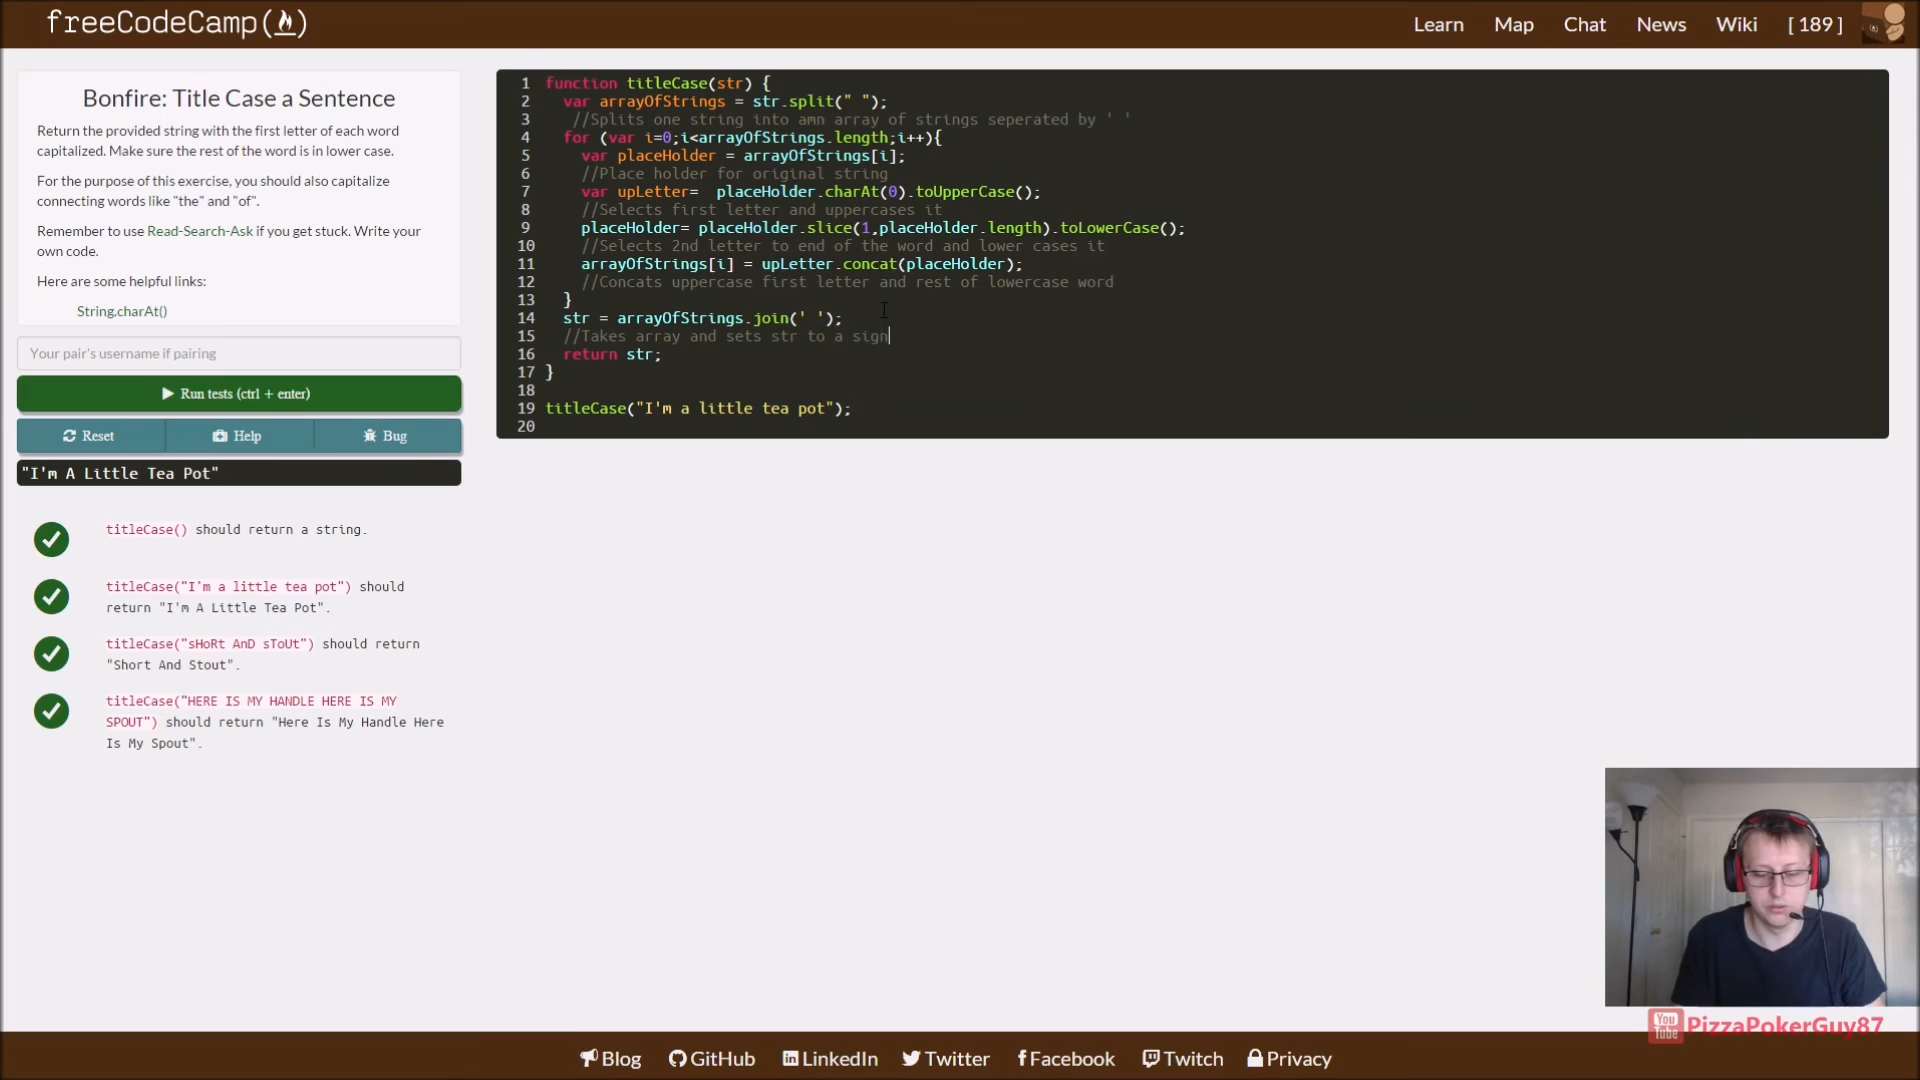 freeCodeCamp
Learn Map Chat News Wiki [ 189 ]
Bonfire: Title Case a Sentence
Return the provided string with the first letter of each word
capitalized. Make sure the rest of the word is in lower case.
For the purpose of this exercise, you should also capitalize
connecting words like "the" and "of".
Remember to use Read-Search-Ask if you get stuck. Write your
own code.
Here are some helpful links:
String.charAt()
Your pair's username if pairing
Run tests (ctrl + enter)
Reset Help Bug
"I'm A Little Tea Pot"
titleCase() should return a string.
titleCase("I'm a little tea pot") should
return "I'm A Little Tea Pot".
titleCase("sHoRt AnD sToUt") should return
"Short And Stout".
titleCase("HERE IS MY HANDLE HERE IS MY
SPOUT") should return "Here Is My Handle Here
Is My Spout".
1 function titleCase(str) {
2 var arrayOfStrings = str.split(" ");
3 //Splits one string into amn array of strings seperated by ' '
4 for (var i=0;i<arrayOfStrings.length;i++){
5 var placeHolder = arrayOfStrings[i];
6 //Place holder for original string
7 var upLetter=  placeHolder.charAt(0).toUpperCase();
8 //Selects first letter and uppercases it
9 placeHolder= placeHolder.slice(1,placeHolder.length).toLowerCase();
10 //Selects 2nd letter to end of the word and lower cases it
11 arrayOfStrings[i] = upLetter.concat(placeHolder);
12 //Concats uppercase first letter and rest of lowercase word
13 }
14 str = arrayOfStrings.join(' ');
15 //Takes array and sets str to a sign
16 return str;
17 }
18
19 titleCase("I'm a little tea pot");
20
You Tube PizzaPokerGuy87
Blog GitHub LinkedIn Twitter Facebook Twitch Privacy